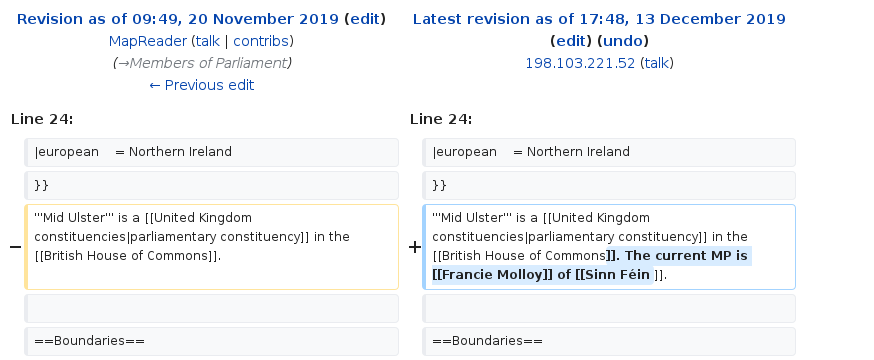 Revision as of 09:49, 20 November 2019 (edit)
MapReader (talk | contribs)
(→Members of Parliament)
← Previous edit
Latest revision as of 17:48, 13 December 2019
(edit) (undo)
198.103.221.52 (talk)
Line 24:
Line 24:
|european = Northern Ireland
|european = Northern Ireland
}}
}}
− '''Mid Ulster''' is a [[United Kingdom
constituencies|parliamentary constituency]] in the
[[British House of Commons]].
+ '''Mid Ulster''' is a [[United Kingdom
constituencies|parliamentary constituency]] in the
[[British House of Commons]]. The current MP is
[[Francie Molloy]] of [[Sinn Féin ]].
==Boundaries==
==Boundaries==